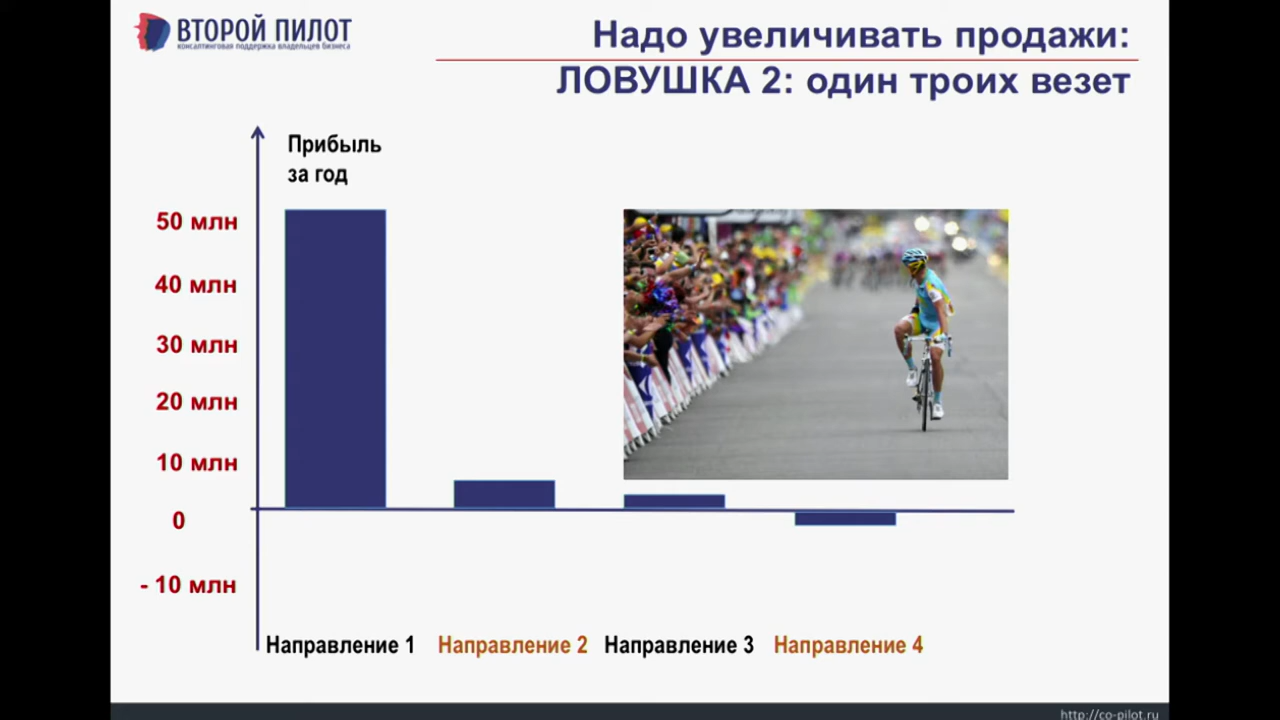 ВТОРОЙ ПИЛОТ
консалтинговая поддержка владельцев бизнеса
Надо увеличивать продажи:
ЛОВУШКА 2: один троих везет
Прибыль
за год
50 млн
40 млн
30 млн
20 млн
10 млн
0
- 10 млн
Направление 1
Направление 2
Направление 3
Направление 4
http://co-pilot.ru